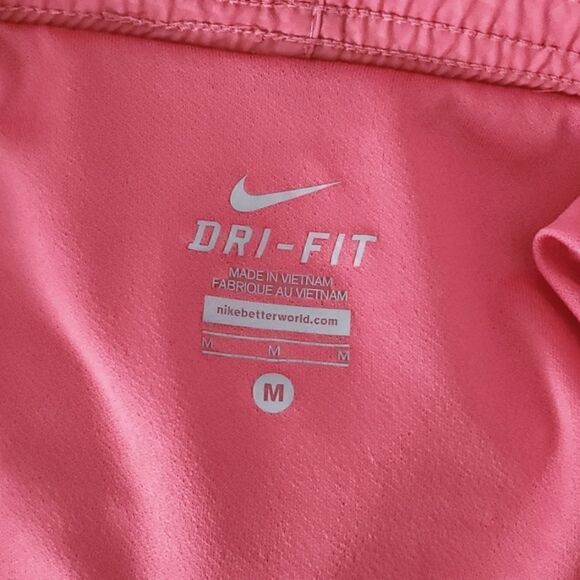 DRI-FIT
MADE IN VIETNAM
FABRIQUE AU VIETNAM
nikebetterworld.com
M M M
M